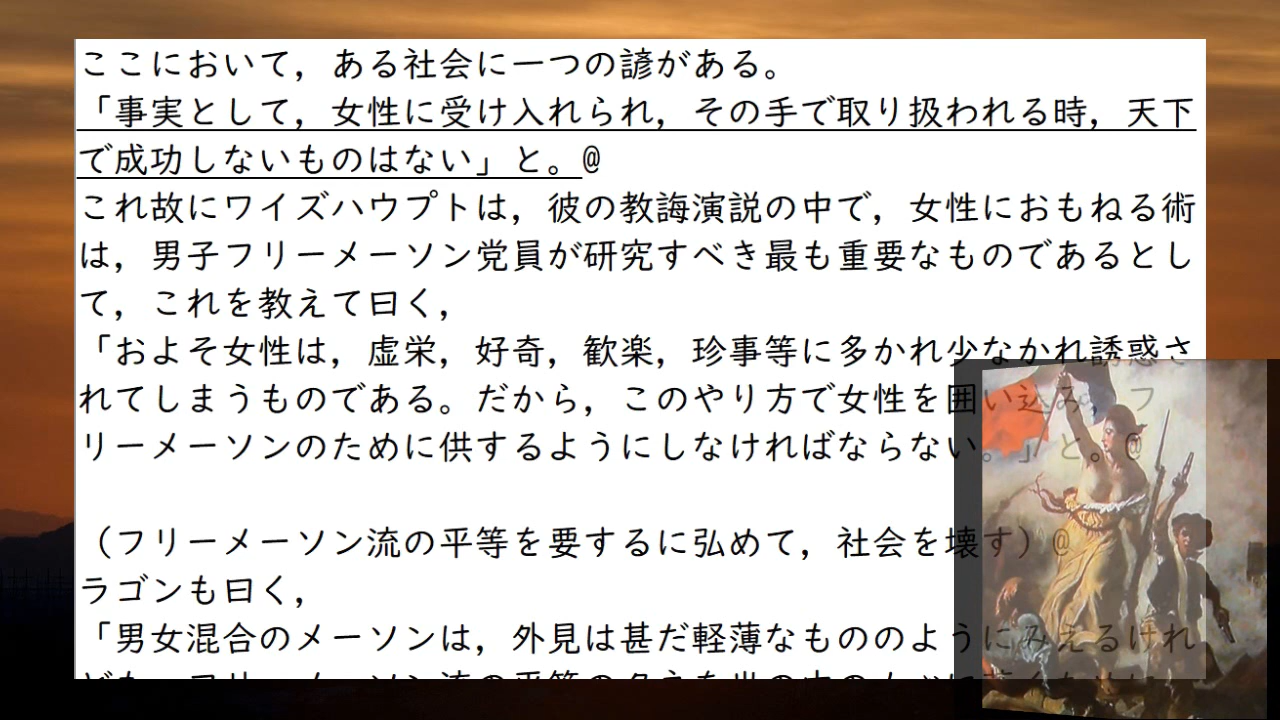 ここにおいて，ある社会に一つの諺がある。
「事実として，女性に受け入れられ，その手で取り扱われる時，天下
で成功しないものはない」と。@
これ故にワイズハウプトは，彼の教誨演説の中で，女性におもねる術
は，男子フリーメーソン党員が研究すべき最も重要なものであるとし
て，これを教えて曰く，
「およそ女性は，虚栄，好奇，歓楽，珍事等に多かれ少なかれ誘惑さ
れてしまうものである。だから，このやり方で女性を囲い込み，フ
リーメーソンのために供するようにしなければならない。」と。@
（フリーメーソン流の平等を要するに弘めて，社会を壊す）@
ラゴンも曰く，
「男女混合のメーソンは，外見は甚だ軽薄なもののようにみえるけれ